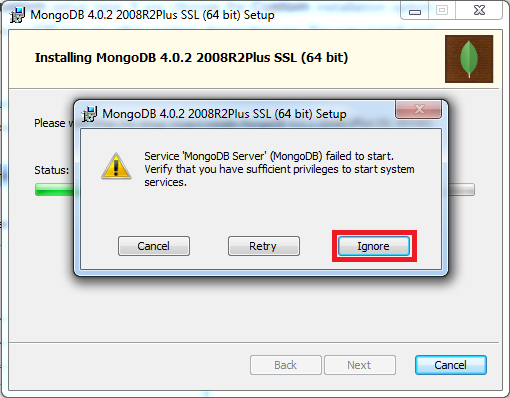 MongoDB 4.0.2 2008R2Plus SSL (64 bit) Setup
Installing MongoDB 4.0.2 2008R2Plus SSL (64 bit)
MongoDB 4.0.2 2008R2Plus SSL (64 bit) Setup
Please w
Service 'MongoDB Server' (MongoDB) failed to start.
Verify that you have sufficient privileges to start system
services.
Status:
Cancel Retry Ignore
Back Next Cancel